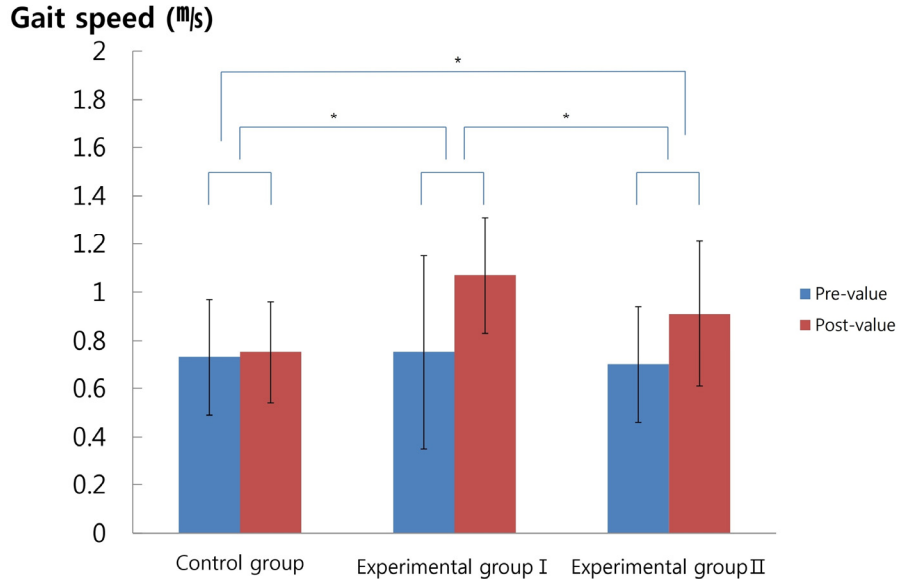 Gait speed (㎧)
2
1.8
1.6
1.4
1.2
1
0.8
0.6
0.4
0.2
0
*
*
*
Pre-value
Post-value
Control group
Experimental group Ⅰ
Experimental group Ⅱ